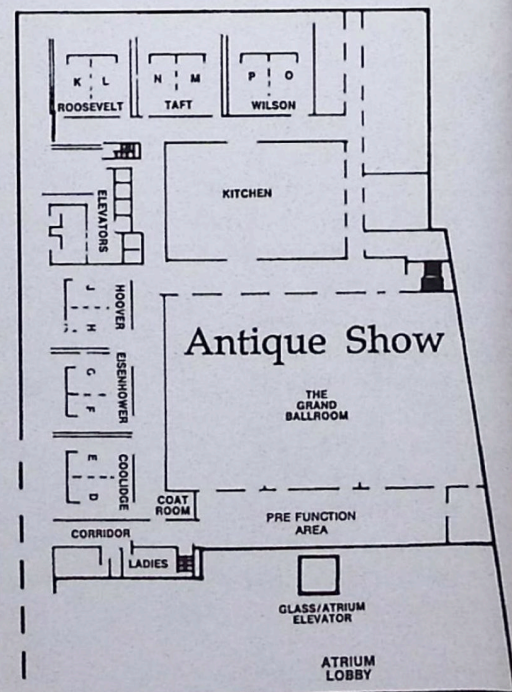 K L
N M
P O
ROOSEVELT
TAFT
WILSON
KITCHEN
ELEVATORS
J
H
HOOVER
Antique Show
G
F
EISENHOWER
THE
GRAND
BALLROOM
E
D
COOLIDGE
COAT
ROOM
PRE FUNCTION
AREA
CORRIDOR
LADIES
GLASS/ATRIUM
ELEVATOR
ATRIUM
LOBBY